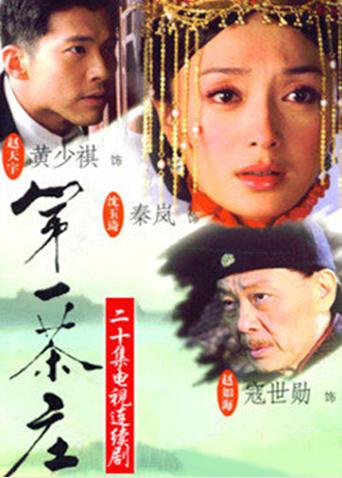 赵天宇 黄少祺 饰
沈玉琦 秦岚 饰
第一茶庄
二十集电视连续剧
赵如海 寇世勋 饰